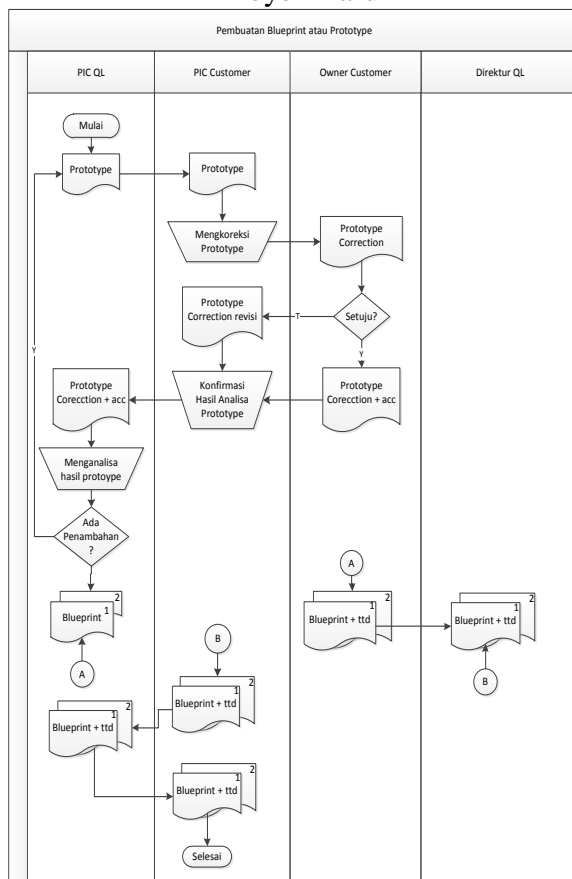 Pembuatan Blueprint atau Prototype
PIC QL
PIC Customer
Owner Customer
Direktur QL
Mulai
Prototype
Prototype
Mengkoreksi
Prototype
Prototype
Correction
Prototype
Correction revisi
T
Setuju?
Y
Y
Prototype
Corecction + acc
Konfirmasi
Hasil Analisa
Prototype
Prototype
Corecction + acc
Menganalisa
hasil protoype
Ada
Penambahan
?
A
2
Blueprint 1
2
1
Blueprint + ttd
2
1
Blueprint + ttd
A
B
B
2
1
Blueprint + ttd
2
1
Blueprint + ttd
2
1
Blueprint + ttd
Selesai